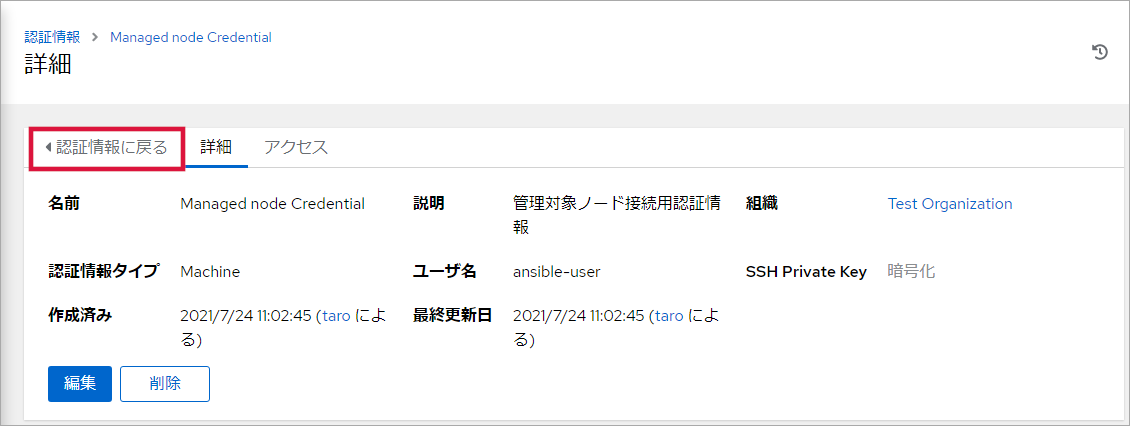 認証情報 > Managed node Credential
詳細
認証情報に戻る 詳細 アクセス
名前 Managed node Credential 説明 管理対象ノード接続用認証情 組織 Test Organization
報
認証情報タイプ Machine ユーザ名 ansible-user SSH Private Key 暗号化
作成済み 2021/7/24 11:02:45 (taro によ 最終更新日 2021/7/24 11:02:45 (taro によ
る) る)
編集 削除